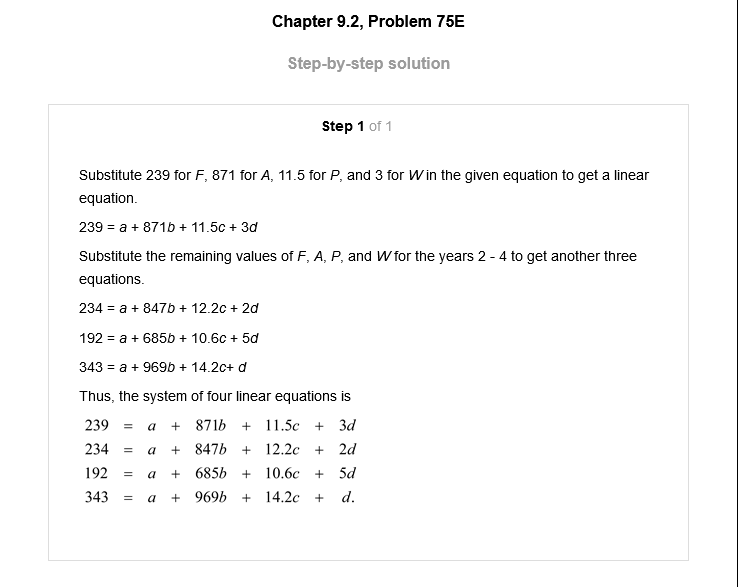 Chapter 9.2, Problem 75E
Step-by-step solution
Step 1 of 1
Substitute 239 for F, 871 for A, 11.5 for P, and 3 for W in the given equation to get a linear
equation.
239 = a + 871b + 11.5c + 3d
Substitute the remaining values of F, A, P, and W for the years 2 - 4 to get another three
equations.
234 = a + 847b + 12.2c + 2d
192 = a + 685b + 10.6c + 5d
343 = a + 969b + 14.2c+ d
Thus, the system of four linear equations is
239 = a + 871b + 11.5c + 3d
234 = a + 847b + 12.2c + 2d
192 = a + 685b + 10.6c + 5d
343 = a + 969b + 14.2c + d.